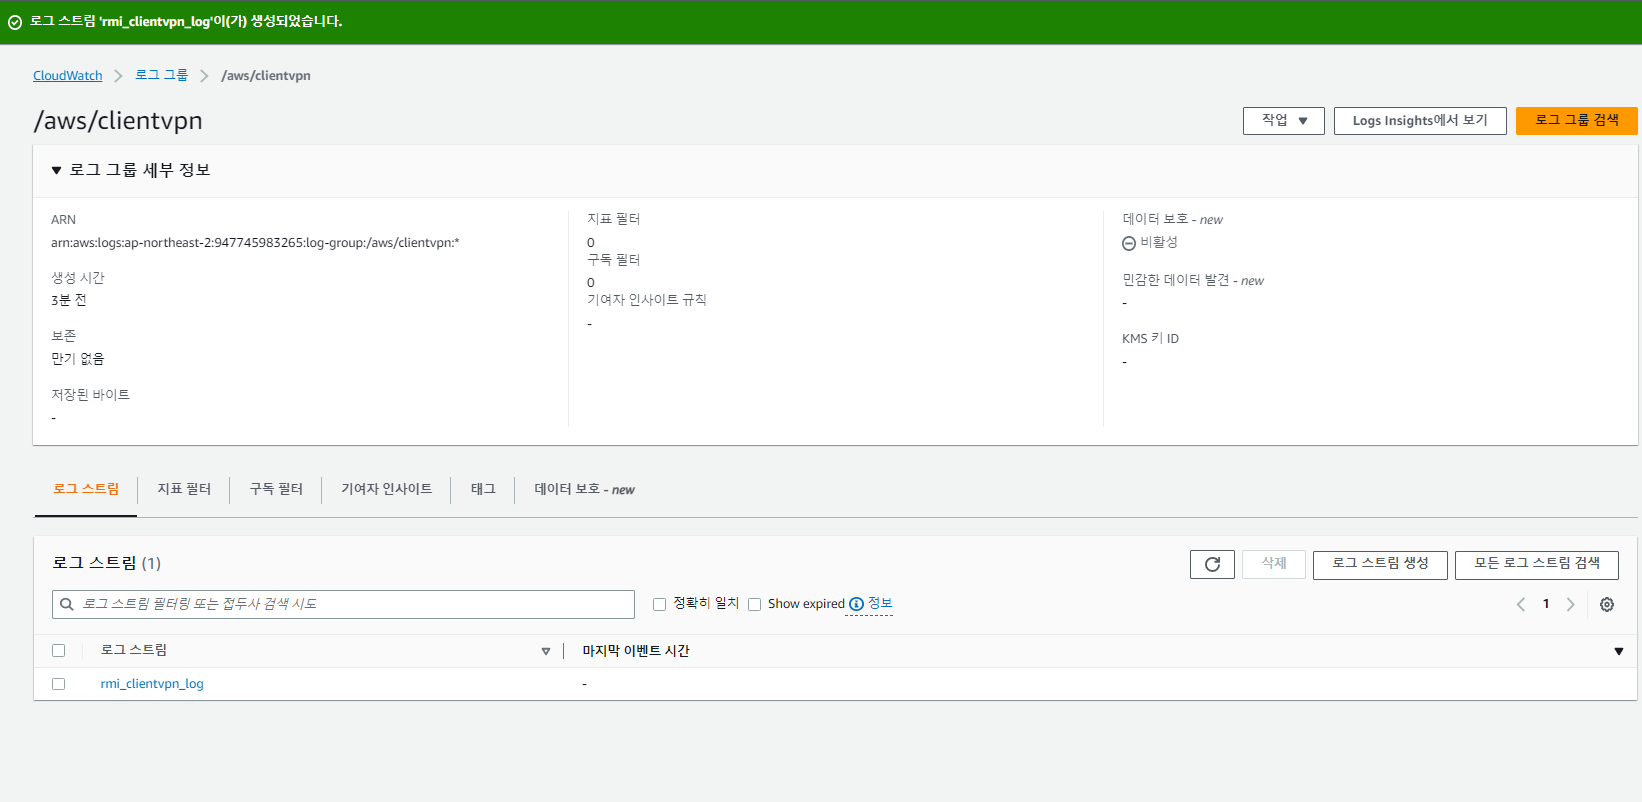 로그 스트림 'rmi_clientvpn_log'이(가) 생성되었습니다.
CloudWatch > 로그 그룹 > /aws/clientvpn
/aws/clientvpn
작업 ▼ Logs Insights에서 보기 로그 그룹 검색
▼ 로그 그룹 세부 정보
ARN
arn:aws:logs:ap-northeast-2:947745983265:log-group:/aws/clientvpn:*
생성 시간
3분 전
보존
만기 없음
저장된 바이트
-
지표 필터
0
구독 필터
0
기여자 인사이트 규칙
-
데이터 보호 - new
비활성
민감한 데이터 발견 - new
-
KMS 키 ID
-
로그 스트림 지표 필터 구독 필터 기여자 인사이트 태그 데이터 보호 - new
로그 스트림 (1)
삭제 로그 스트림 생성 모든 로그 스트림 검색
로그 스트림 필터링 또는 접두사 검색 시도 정확히 일치 Show expired 정보 1
로그 스트림 마지막 이벤트 시간
rmi_clientvpn_log -